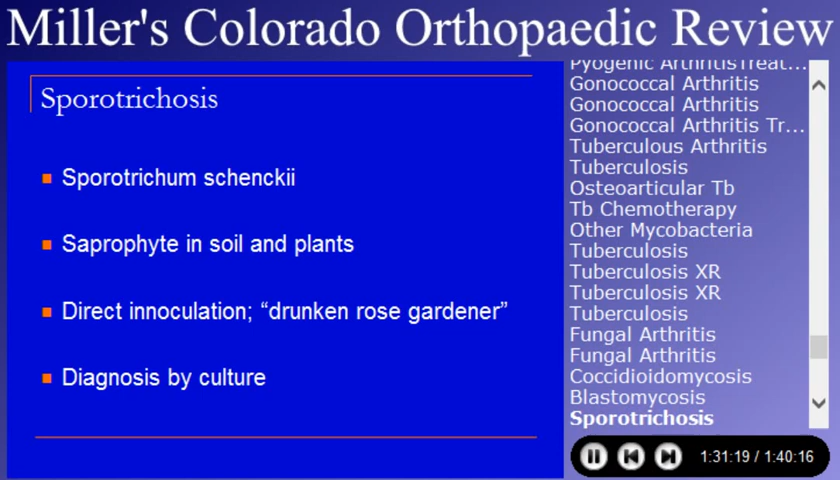 Miller's Colorado Orthopaedic Review
Sporotrichosis
Sporotrichum schenckii
Saprophyte in soil and plants
Direct innoculation; “drunken rose gardener”
Diagnosis by culture
Pyogenic ArthritisTreat...
Gonococcal Arthritis
Gonococcal Arthritis
Gonococcal Arthritis Tr...
Tuberculous Arthritis
Tuberculosis
Osteoarticular Tb
Tb Chemotherapy
Other Mycobacteria
Tuberculosis
Tuberculosis XR
Tuberculosis XR
Tuberculosis
Fungal Arthritis
Fungal Arthritis
Coccidioidomycosis
Blastomycosis
Sporotrichosis
1:31:19 / 1:40:16